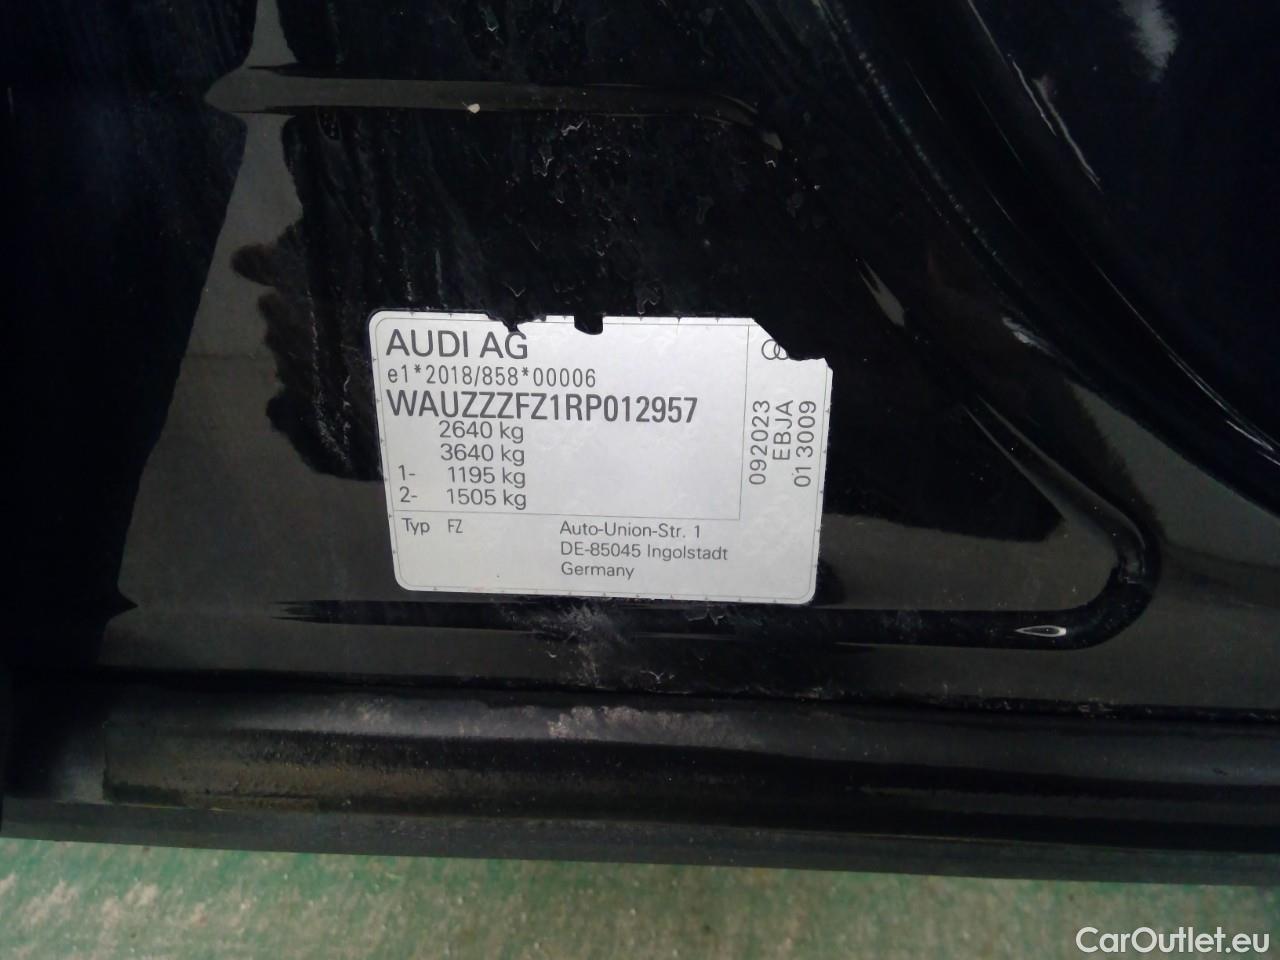 AUDI AG
e1*2018/858*00006
WAUZZZFZ1RP012957
2640 kg
3640 kg
1- 1195 kg
2- 1505 kg
Typ FZ
Auto-Union-Str. 1
DE-85045 Ingolstadt
Germany
092023
EBJA
01 3009
CarOutlet.eu